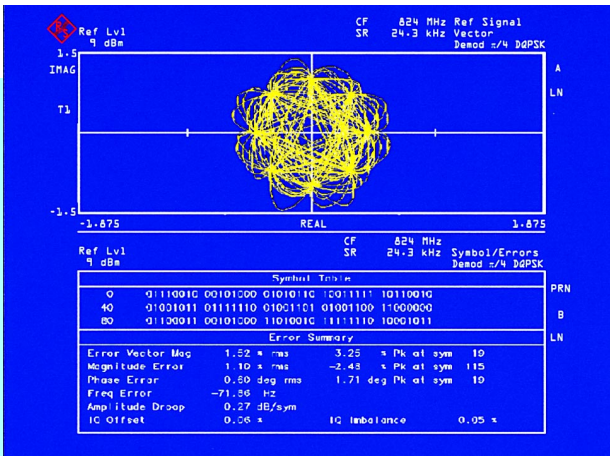 R&S
Ref Lvl
9 dBm
CF 824 MHz Ref Signal
SR 24.3 kHz Vector
Demod π/4 DQPSK
1.5
IMAG
A
LN
T1
-1.5
-1.875 REAL 1.875
Ref Lvl
9 dBm
CF 824 MHz
SR 24.3 kHz Symbol/Errors
Demod π/4 DQPSK
Symbol Table
PRN
0 01110010 00101000 01010110 10011111 10110010
40 01001011 01111110 01001101 01001100 11000000
B
80 01100011 00101000 11010010 11111110 10001011
Error Summary
LN
Error Vector Mag 1.52 % rms 3.25 % Pk at sym 19
Magnitude Error 1.10 % rms -2.48 % Pk at sym 115
Phase Error 0.60 deg rms 1.71 deg Pk at sym 19
Freq Error Hz
Amplitude Droop 0.27 dB/sym
IQ Offset 0.06 % IQ Imbalance 0.05 %